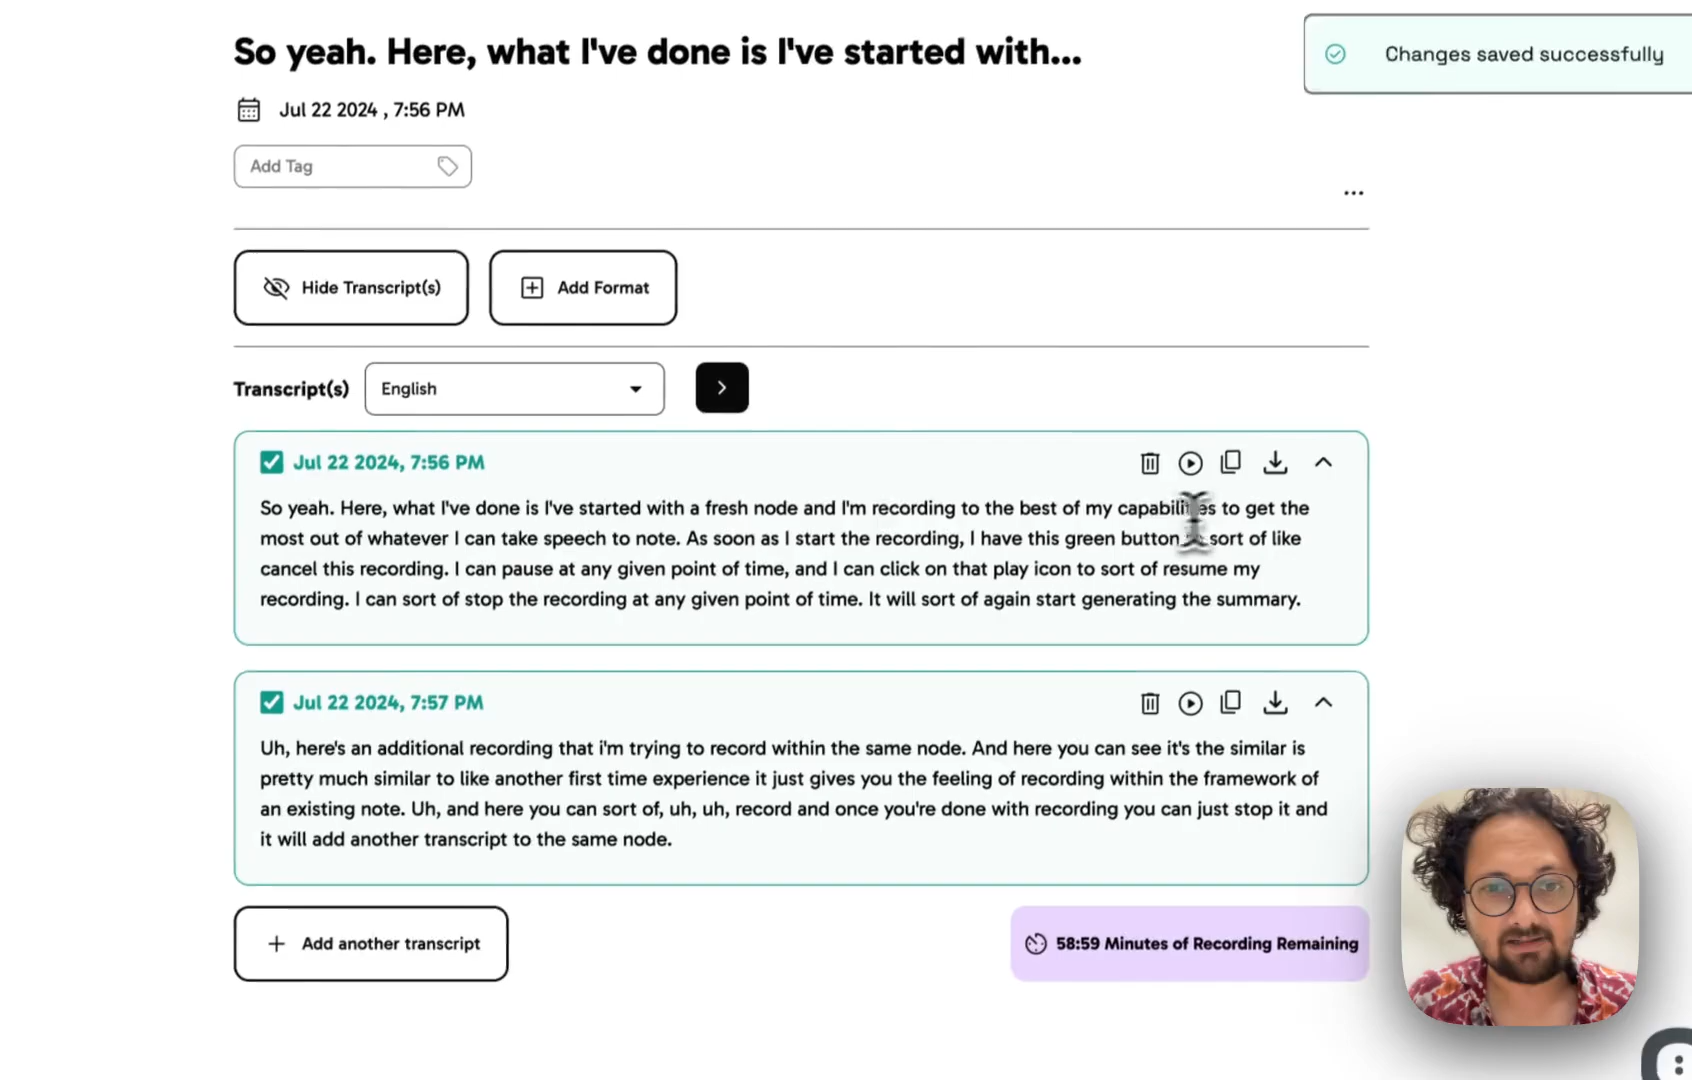 So yeah. Here, what I've done is I've started with...
Changes saved successfully
Jul 22 2024 , 7:56 PM
Add Tag
Hide Transcript(s)
Add Format
Transcript(s)
English
Jul 22 2024, 7:56 PM
So yeah. Here, what I've done is I've started with a fresh node and I'm recording to the best of my capabilities to get the
most out of whatever I can take speech to note. As soon as I start the recording, I have this green button sort of like
cancel this recording. I can pause at any given point of time, and I can click on that play icon to sort of resume my
recording. I can sort of stop the recording at any given point of time. It will sort of again start generating the summary.
Jul 22 2024, 7:57 PM
Uh, here's an additional recording that i'm trying to record within the same node. And here you can see it's the similar is
pretty much similar to like another first time experience it just gives you the feeling of recording within the framework of
an existing note. Uh, and here you can sort of, uh, uh, record and once you're done with recording you can just stop it and
it will add another transcript to the same node.
Add another transcript
58:59 Minutes of Recording Remaining